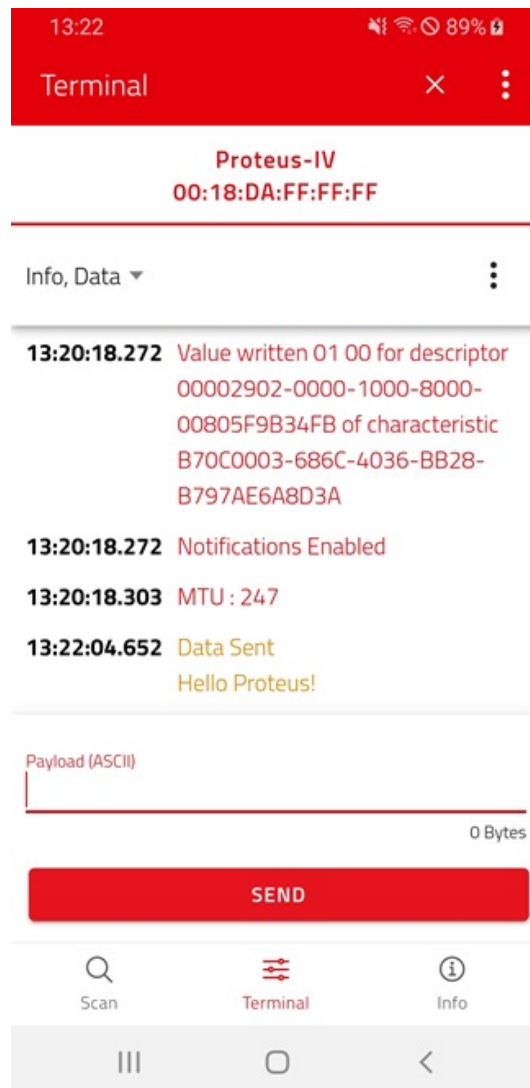 13:22
89%
Terminal
Proteus-IV
00:18:DA:FF:FF:FF
Info, Data
13:20:18.272 Value written 01 00 for descriptor
00002902-0000-1000-8000-
00805F9B34FB of characteristic
B70C0003-686C-4036-BB28-
B797AE6A8D3A
13:20:18.272 Notifications Enabled
13:20:18.303 MTU : 247
13:22:04.652 Data Sent
Hello Proteus!
Payload (ASCII)
0 Bytes
SEND
Scan Terminal Info